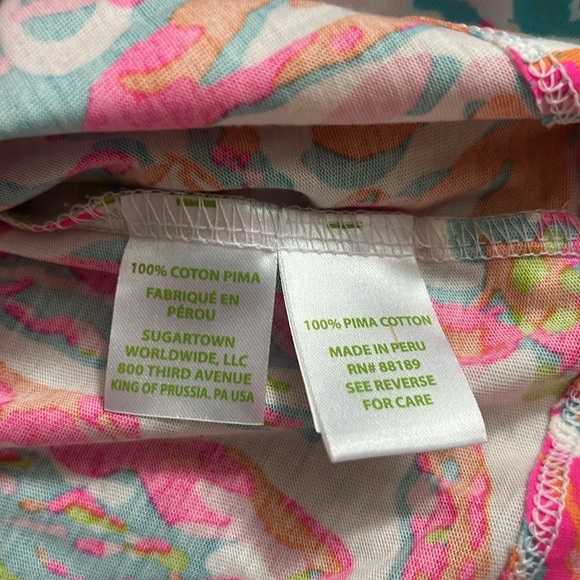 100% COTON PIMA
FABRIQUÉ EN
PÉROU
SUGARTOWN
WORLDWIDE, LLC
800 THIRD AVENUE
KING OF PRUSSIA. PA USA
100% PIMA COTTON
MADE IN PERU
RN# 88189
SEE REVERSE
FOR CARE